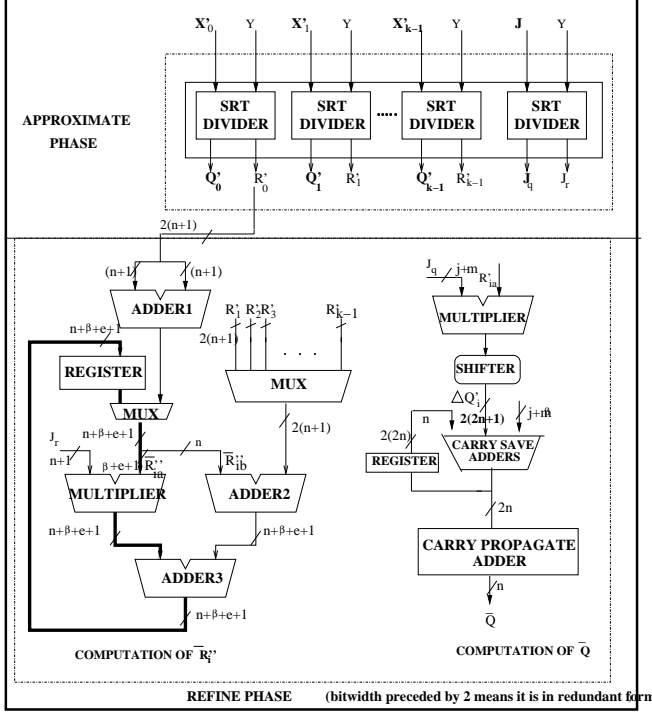 X'0 Y X'1 Y X'k−1 Y J Y
APPROXIMATE
PHASE
SRT DIVIDER SRT DIVIDER ..... SRT DIVIDER SRT DIVIDER
Q'0 R'0 Q'1 R'1 Q'k−1 R'k−1 Jq Jr
2(n+1)
(n+1) (n+1)
ADDER1
n+β+e+1
REGISTER
MUX
R'1 R'2 R'3 R'k−1
2(n+1)
. . .
MUX
2(n+1)
Jr
n+1
n+β+e+1
β+e+1
R''ia
n
R''ib
MULTIPLIER
ADDER2
n+β+e+1
n+β+e+1
ADDER3
n+β+e+1
COMPUTATION OF R̅i''
Jq j+m R'ia
MULTIPLIER
SHIFTER
△Q'i
2(2n+1)
n
2(2n)
REGISTER
CARRY SAVE
ADDERS
2n
CARRY PROPAGATE
ADDER
n
Q̅
COMPUTATION OF Q̅
REFINE PHASE (bitwidth preceded by 2 means it is in redundant form